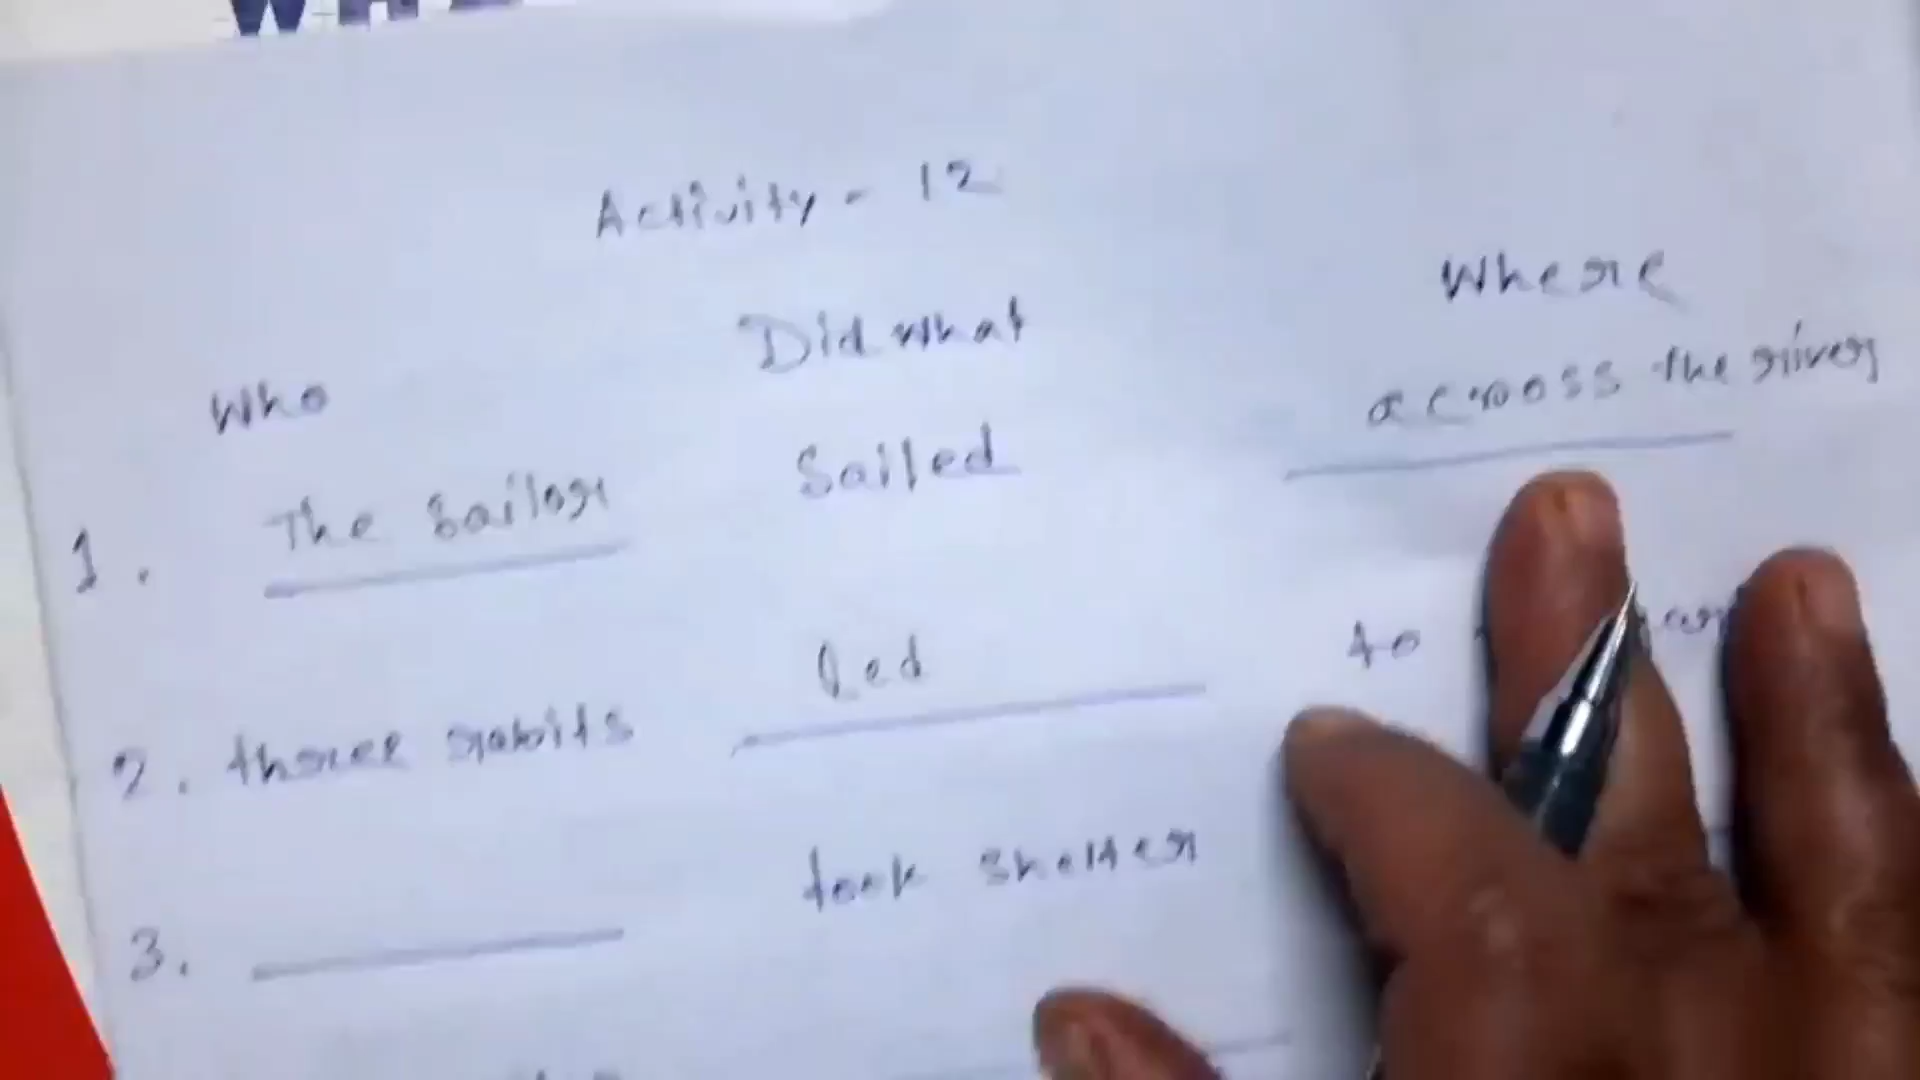 Activity - 12
Who Did what Where
1. The Sailor Sailed across the river
2. three rabits led to
3. took shelter